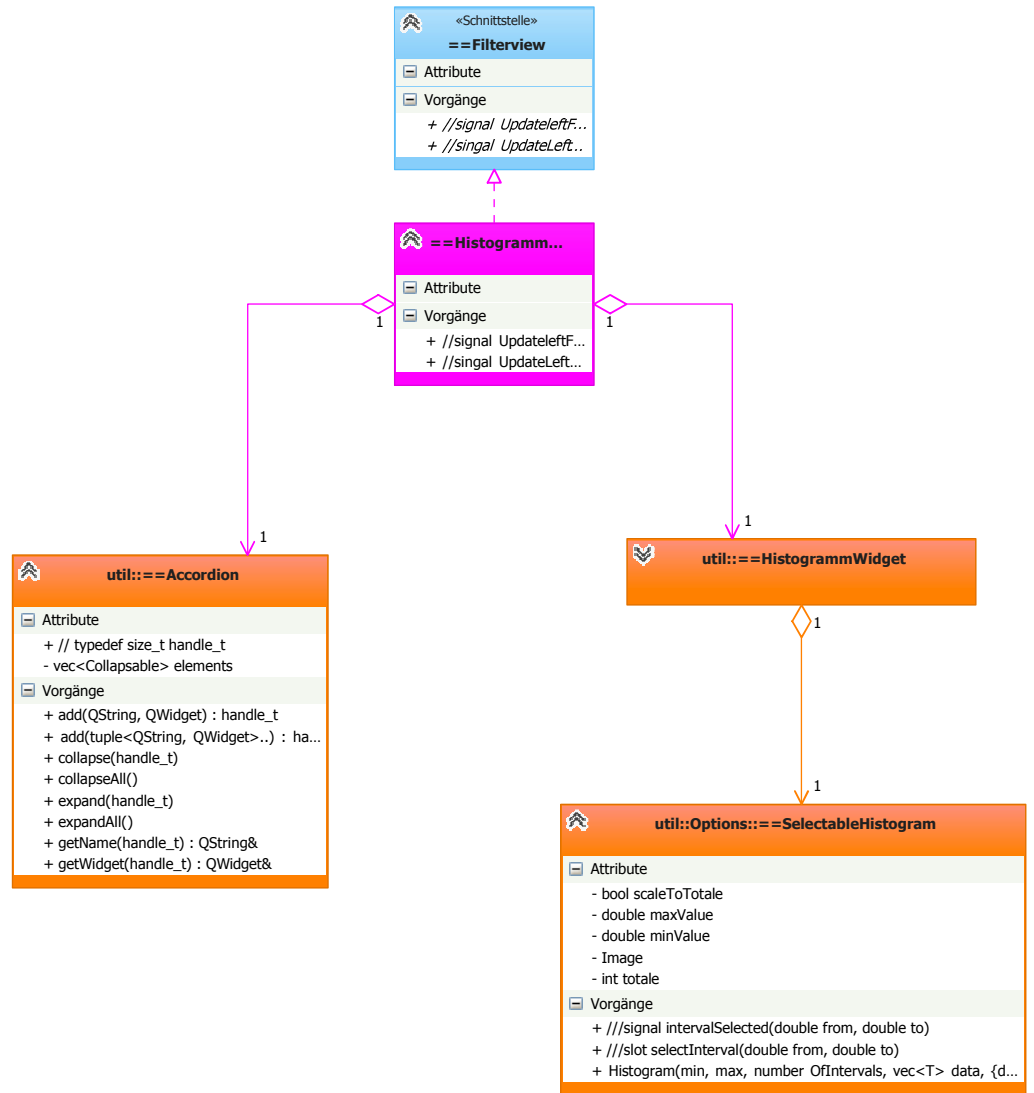 «Schnittstelle»
==Filterview
Attribute
Vorgänge
+ //signal UpdateleftF...
+ //singal UpdateLeft...
==Histogramm...
Attribute
Vorgänge
+ //signal UpdateleftF...
+ //singal UpdateLeft...
1
1
1
1
util::==Accordion
Attribute
+ // typedef size_t handle_t
- vec<Collapsable> elements
Vorgänge
+ add(QString, QWidget) : handle_t
+ add(tuple<QString, QWidget>..) : ha...
+ collapse(handle_t)
+ collapseAll()
+ expand(handle_t)
+ expandAll()
+ getName(handle_t) : QString&
+ getWidget(handle_t) : QWidget&
util::==HistogrammWidget
1
1
util::Options::==SelectableHistogram
Attribute
- bool scaleToTotale
- double maxValue
- double minValue
- Image
- int totale
Vorgänge
+ ///signal intervalSelected(double from, double to)
+ ///slot selectInterval(double from, double to)
+ Histogram(min, max, number OfIntervals, vec<T> data, {d...